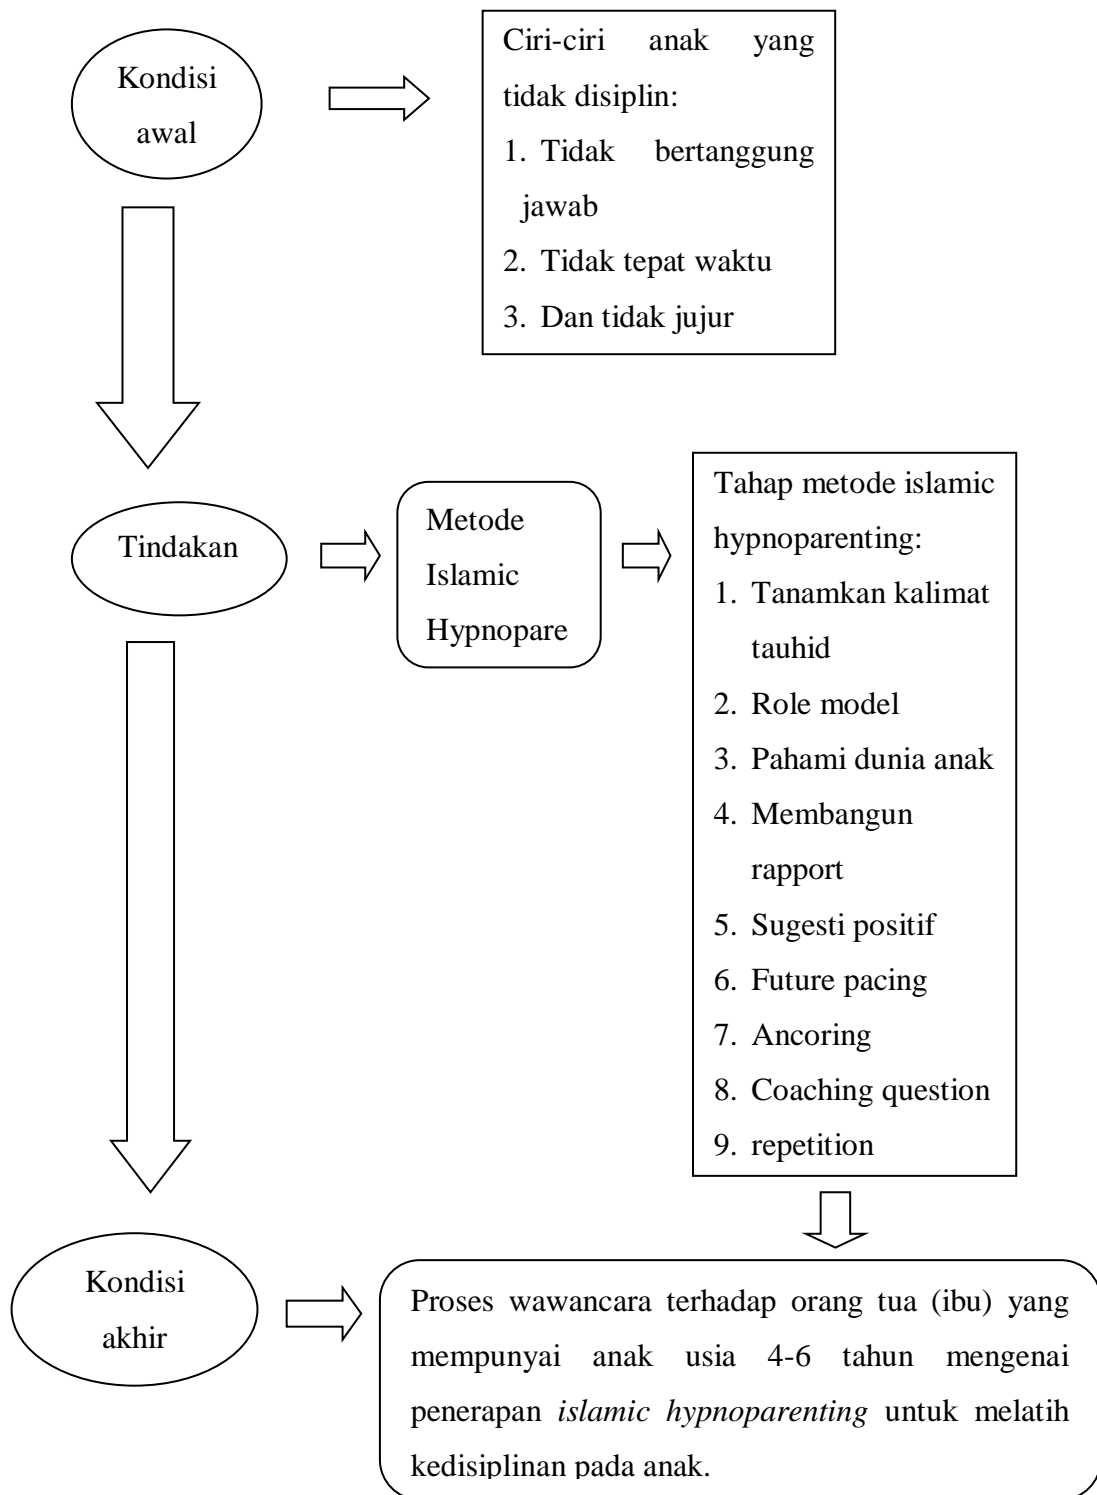 Kondisi
awal
Ciri-ciri anak yang
tidak disiplin:
1. Tidak bertanggung
jawab
2. Tidak tepat waktu
3. Dan tidak jujur
Tindakan
Metode
Islamic
Hypnopare
Tahap metode islamic
hypnoparenting:
1. Tanamkan kalimat
tauhid
2. Role model
3. Pahami dunia anak
4. Membangun
rapport
5. Sugesti positif
6. Future pacing
7. Ancoring
8. Coaching question
9. repetition
Kondisi
akhir
Proses wawancara terhadap orang tua (ibu) yang
mempunyai anak usia 4-6 tahun mengenai
penerapan islamic hypnoparenting untuk melatih
kedisiplinan pada anak.